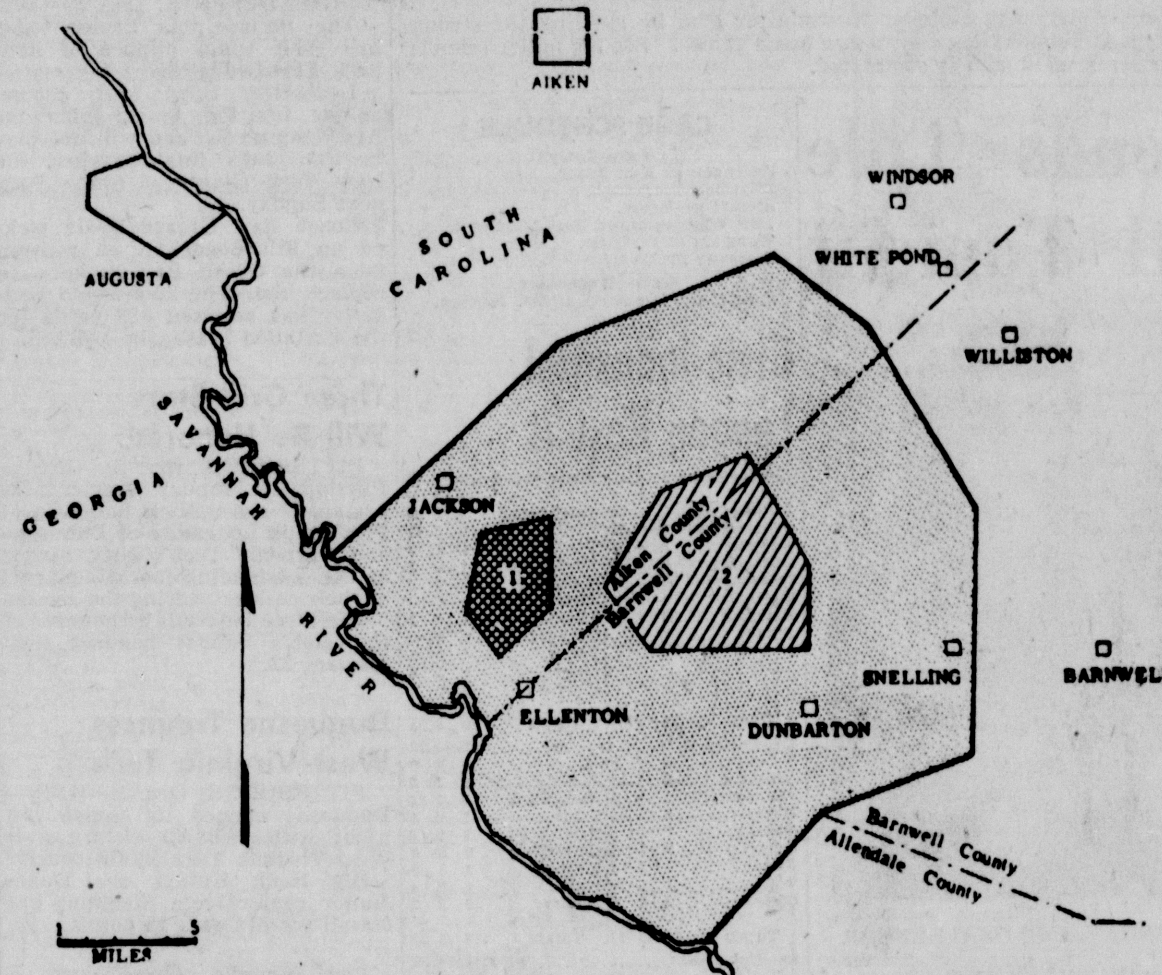 AIKEN
WINDSOR
SOUTH
CAROLINA
WHITE POND
AUGUSTA
WILLISTON
SAVANNAH
RIVER
GEORGIA
JACKSON
1
Aiken County
Barnwell County
2
SNELLING
BARNWEL
ELLENTON
DUNBARTON
Barnwell County
Allendale County
1 5
MILES